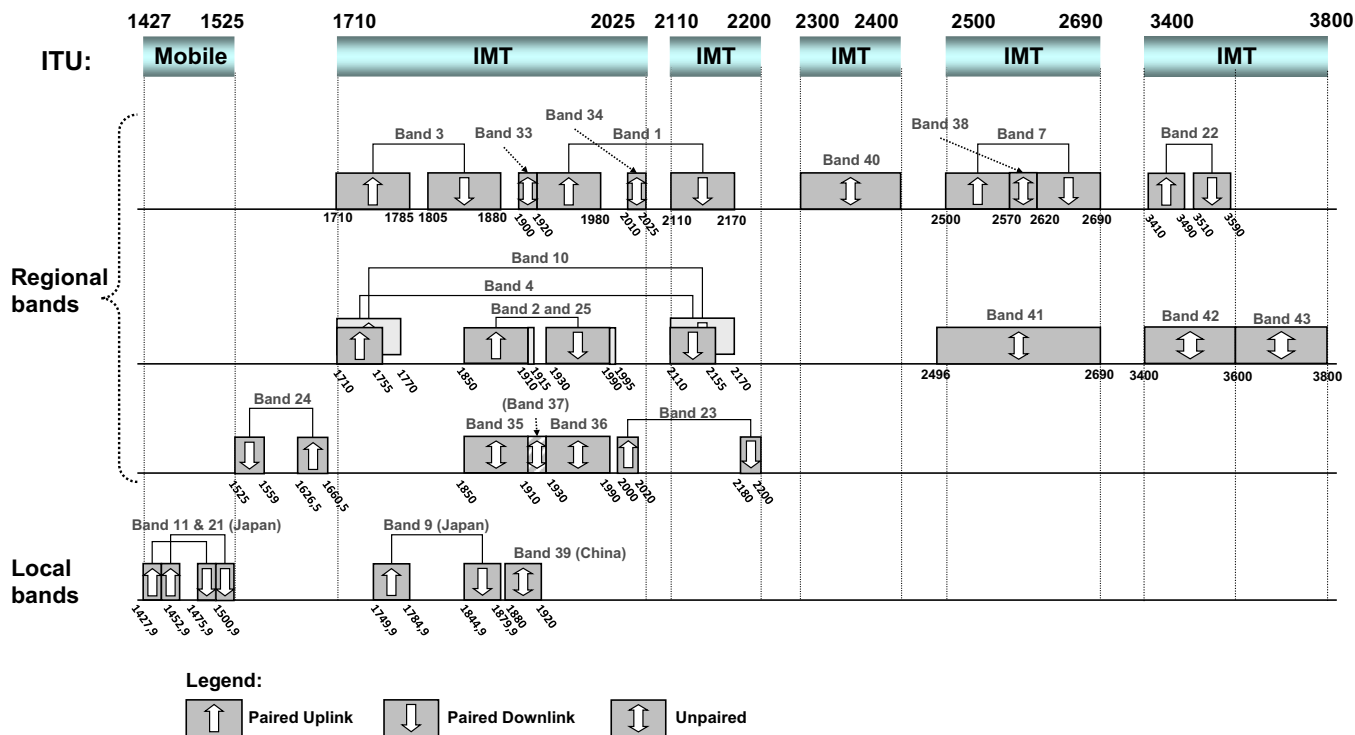 1427 1525 1710 2025 2110 2200 2300 2400 2500 2690 3400 3800
ITU: Mobile IMT IMT IMT IMT IMT
Band 34
Band 3 Band 33 Band 1 Band 38 Band 7 Band 22
Band 40
1710 1785 1805 1880 1900 1920 1980 2010 2025 2110 2170 2500 2570 2620 2690 3410 3490 3510 3590
Regional
bands
Band 10
Band 4
Band 2 and 25 Band 41 Band 42 Band 43
1710 1755 1770 1850 1910 1915 1930 1990 1995 2110 2155 2170 2496 2690 3400 3600 3800
Band 24 (Band 37) Band 23
Band 35 Band 36
1525 1559 1626,5 1660,5 1850 1910 1930 1990 2000 2020 2180 2200
Band 11 & 21 (Japan) Band 9 (Japan)
Band 39 (China)
Local
bands
1427,9 1452,9 1475,9 1500,9 1749,9 1784,9 1844,9 1879,9 1880 1920
Legend:
Paired Uplink Paired Downlink Unpaired